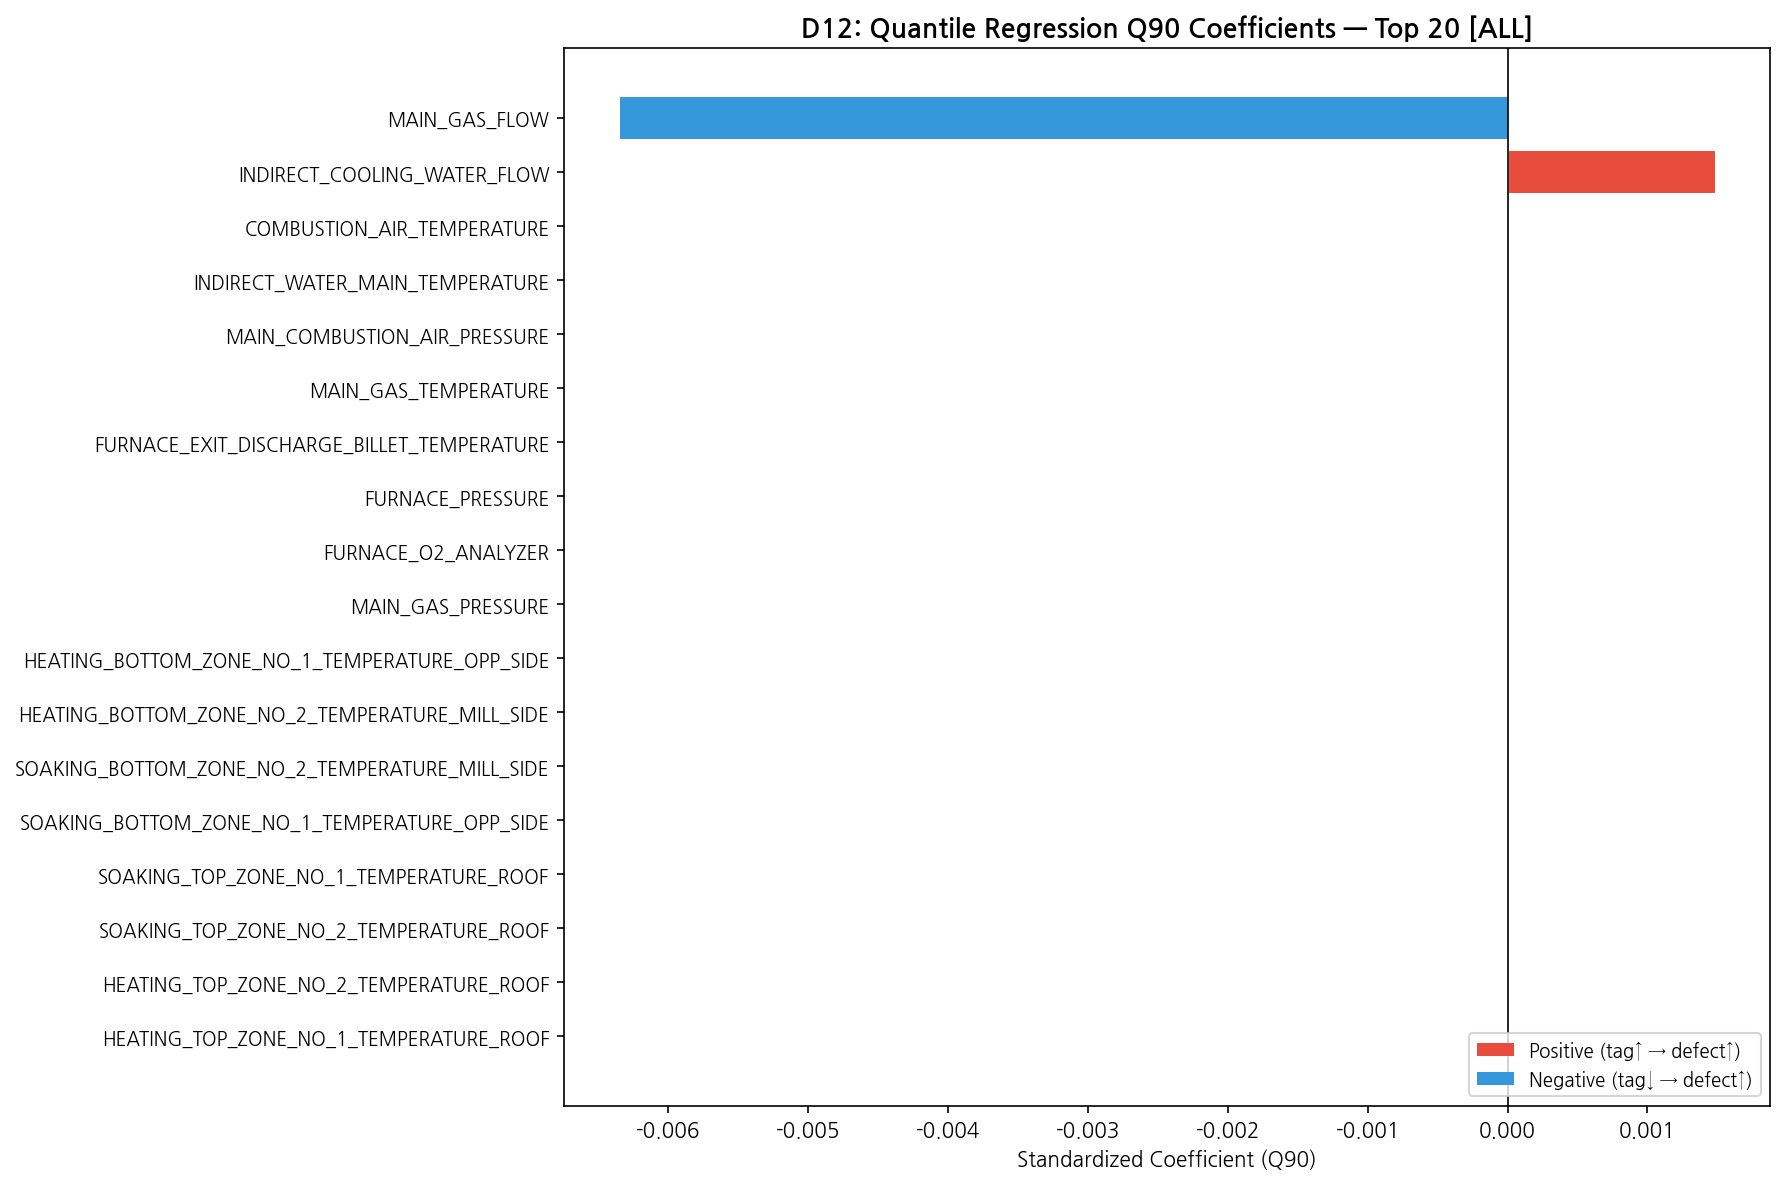 D12: Quantile Regression Q90 Coefficients — Top 20 [ALL]
MAIN_GAS_FLOW
INDIRECT_COOLING_WATER_FLOW
COMBUSTION_AIR_TEMPERATURE
INDIRECT_WATER_MAIN_TEMPERATURE
MAIN_COMBUSTION_AIR_PRESSURE
MAIN_GAS_TEMPERATURE
FURNACE_EXIT_DISCHARGE_BILLET_TEMPERATURE
FURNACE_PRESSURE
FURNACE_O2_ANALYZER
MAIN_GAS_PRESSURE
HEATING_BOTTOM_ZONE_NO_1_TEMPERATURE_OPP_SIDE
HEATING_BOTTOM_ZONE_NO_2_TEMPERATURE_MILL_SIDE
SOAKING_BOTTOM_ZONE_NO_2_TEMPERATURE_MILL_SIDE
SOAKING_BOTTOM_ZONE_NO_1_TEMPERATURE_OPP_SIDE
SOAKING_TOP_ZONE_NO_1_TEMPERATURE_ROOF
SOAKING_TOP_ZONE_NO_2_TEMPERATURE_ROOF
HEATING_TOP_ZONE_NO_2_TEMPERATURE_ROOF
HEATING_TOP_ZONE_NO_1_TEMPERATURE_ROOF
Positive (tag↑ → defect↑)
Negative (tag↓ → defect↑)
-0.006 -0.005 -0.004 -0.003 -0.002 -0.001 0.000 0.001
Standardized Coefficient (Q90)